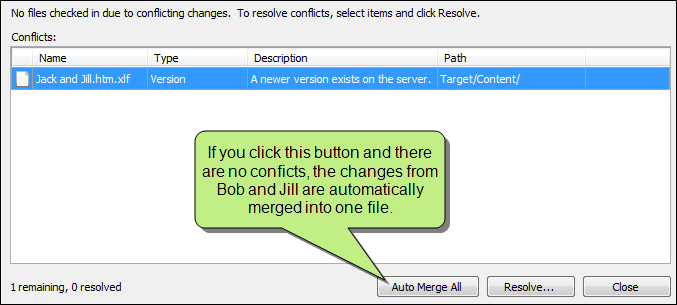 No files checked in due to conflicting changes.  To resolve conflicts, select items and click Resolve.
Conflicts:
Name Type Description Path
Jack and Jill.htm.xlf Version A newer version exists on the server. Target/Content/
If you click this button and there
are no conficts, the changes from
Bob and Jill are automatically
merged into one file.
1 remaining, 0 resolved Auto Merge All Resolve... Close